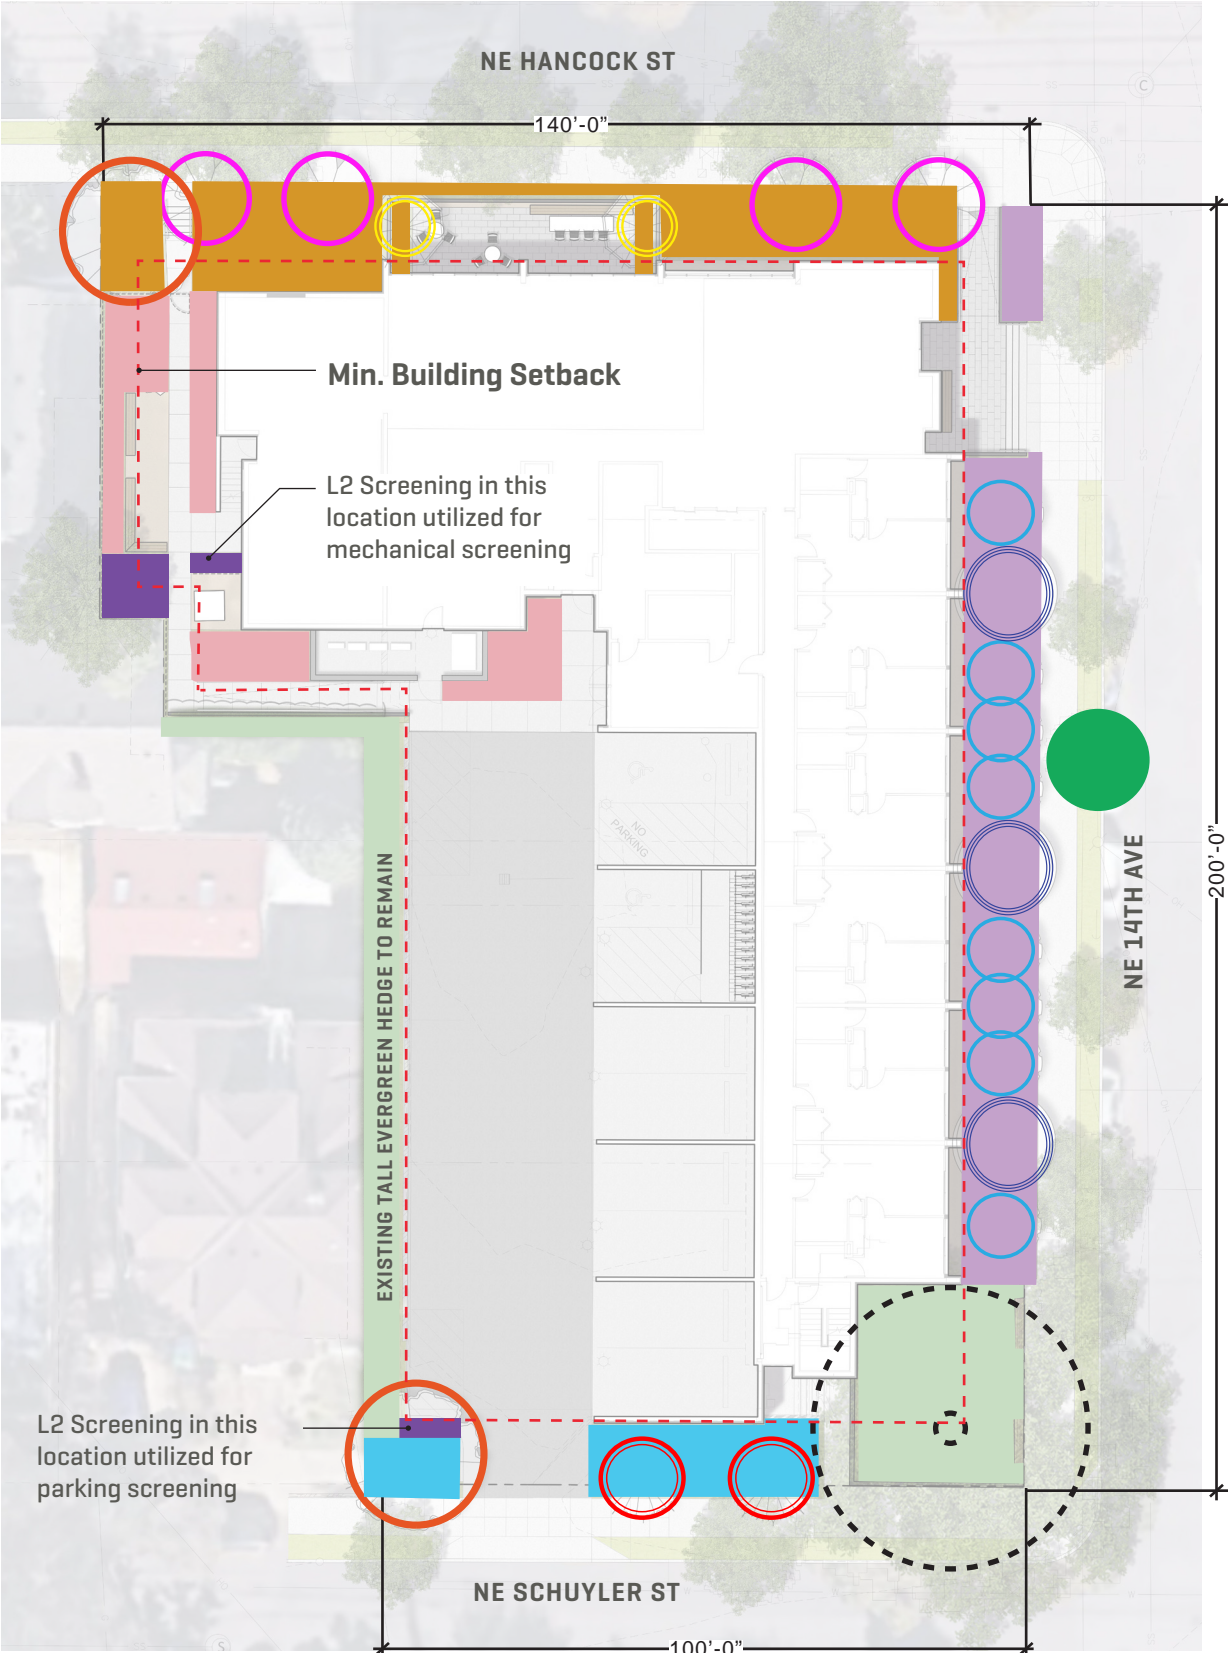 NE HANCOCK ST
C
140'-0"
Min. Building Setback
L2 Screening in this
location utilized for
mechanical screening
NO
PARKING
EXISTING TALL EVERGREEN HEDGE TO REMAIN
NE 14TH AVE
200'-0"
L2 Screening in this
location utilized for
parking screening
NE SCHUYLER ST
S
100'-0"